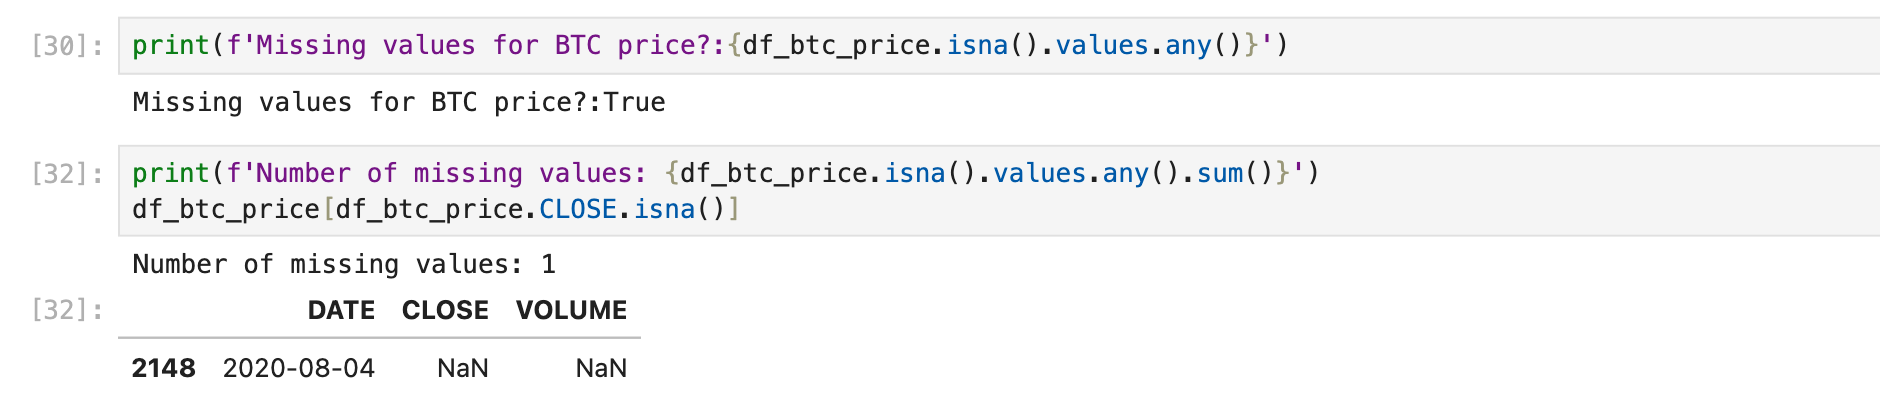 [30]: print(f'Missing values for BTC price?:{df_btc_price.isna().values.any()}')
Missing values for BTC price?:True
[32]: print(f'Number of missing values: {df_btc_price.isna().values.any().sum()}')
df_btc_price[df_btc_price.CLOSE.isna()]
Number of missing values: 1
[32]: DATE CLOSE VOLUME
2148 2020-08-04 NaN NaN